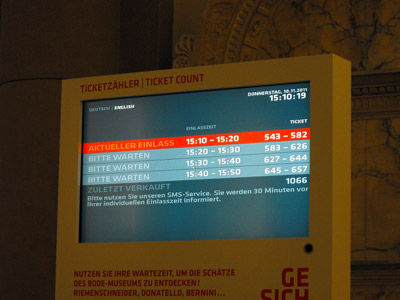 TICKETZÄHLER | TICKET COUNT
DEUTSCH | ENGLISH
DONNERSTAG, 10.11.2011
15:10:19
EINLASSZEIT TICKET
AKTUELLER EINLASS 15:10 – 15:20 543 – 582
BITTE WARTEN 15:20 – 15:30 583 – 626
BITTE WARTEN 15:30 – 15:40 627 – 644
BITTE WARTEN 15:40 – 15:50 645 – 657
ZULETZT VERKAUFT 1066
Bitte nutzen Sie unseren SMS-Service. Sie werden 30 Minuten vor
Ihrer individuellen Einlasszeit informiert.
NUTZEN SIE IHRE WARTEZEIT, UM DIE SCHÄTZE
DES BODE-MUSEUMS ZU ENTDECKEN!
RIEMENSCHNEIDER, DONATELLO, BERNINI...
GE
SICH